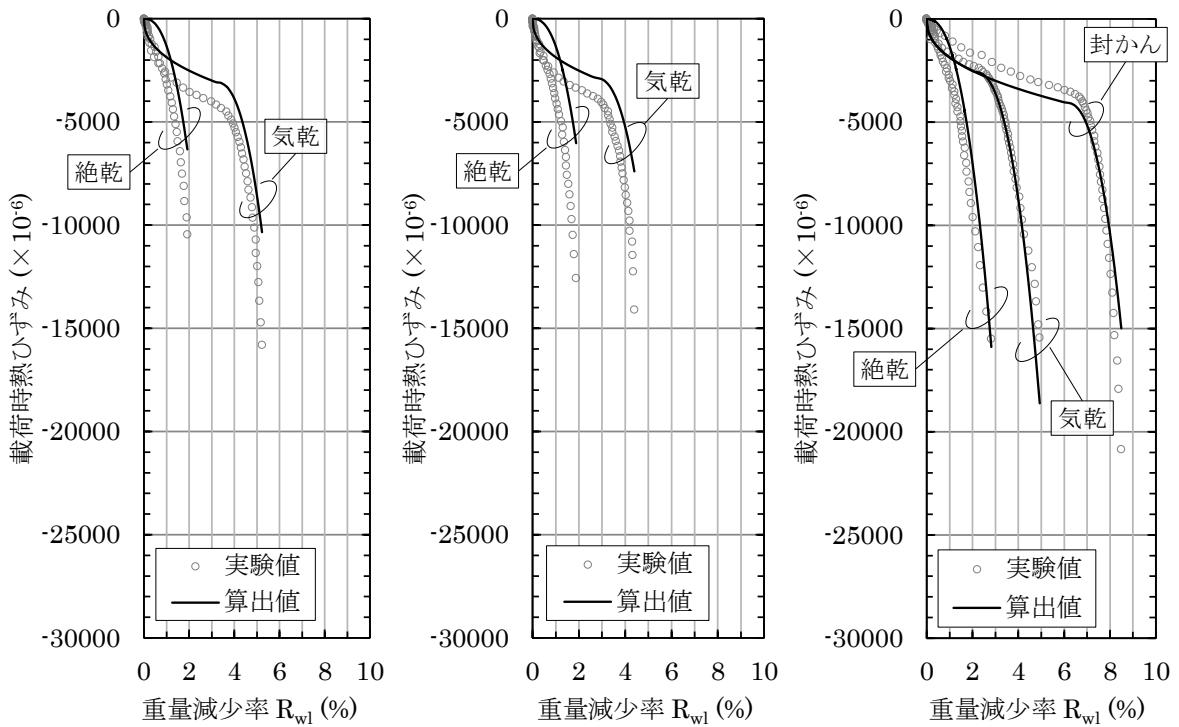 0
-5000
-10000
-15000
-20000
-25000
-30000
載荷時熱ひずみ (×10⁻⁶)
絶乾
気乾
実験値
算出値
0 2 4 6 8 10
重量減少率 Rwl (%)
0
-5000
-10000
-15000
-20000
-25000
-30000
載荷時熱ひずみ (×10⁻⁶)
気乾
絶乾
実験値
算出値
0 2 4 6 8 10
重量減少率 Rwl (%)
0
-5000
-10000
-15000
-20000
-25000
-30000
載荷時熱ひずみ (×10⁻⁶)
封かん
絶乾
気乾
実験値
算出値
0 2 4 6 8 10
重量減少率 Rwl (%)